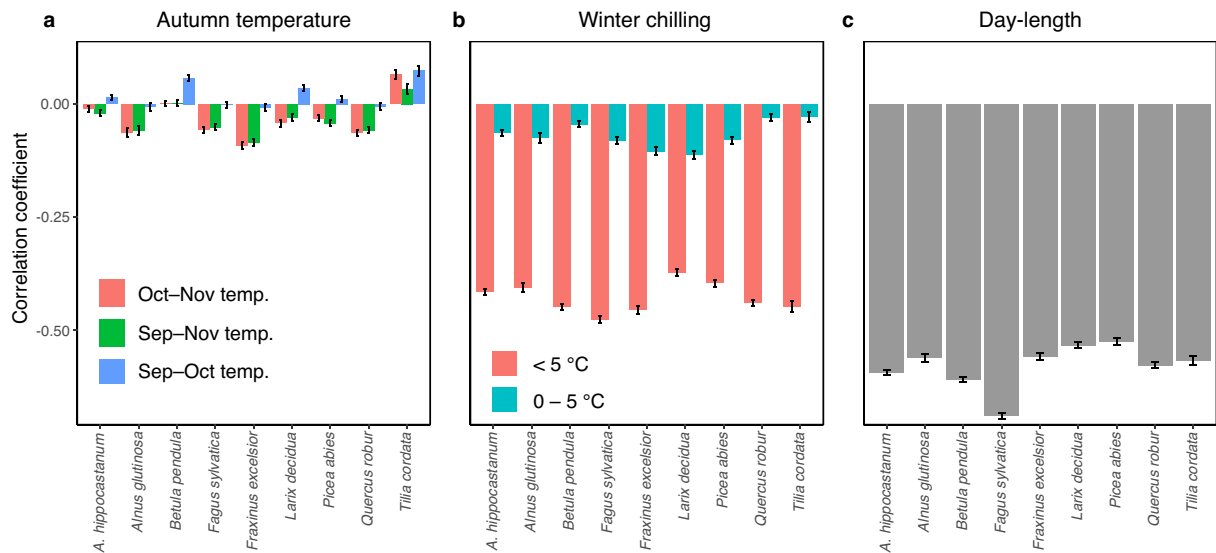 a
Autumn temperature
b
Winter chilling
c
Day-length
Correlation coefficient
0.00
-0.25
-0.50
Oct–Nov temp.
Sep–Nov temp.
Sep–Oct temp.
< 5 °C
0 – 5 °C
A. hippocastanum
Alnus glutinosa
Betula pendula
Fagus sylvatica
Fraxinus excelsior
Larix decidua
Picea abies
Quercus robur
Tilia cordata
A. hippocastanum
Alnus glutinosa
Betula pendula
Fagus sylvatica
Fraxinus excelsior
Larix decidua
Picea abies
Quercus robur
Tilia cordata
A. hippocastanum
Alnus glutinosa
Betula pendula
Fagus sylvatica
Fraxinus excelsior
Larix decidua
Picea abies
Quercus robur
Tilia cordata